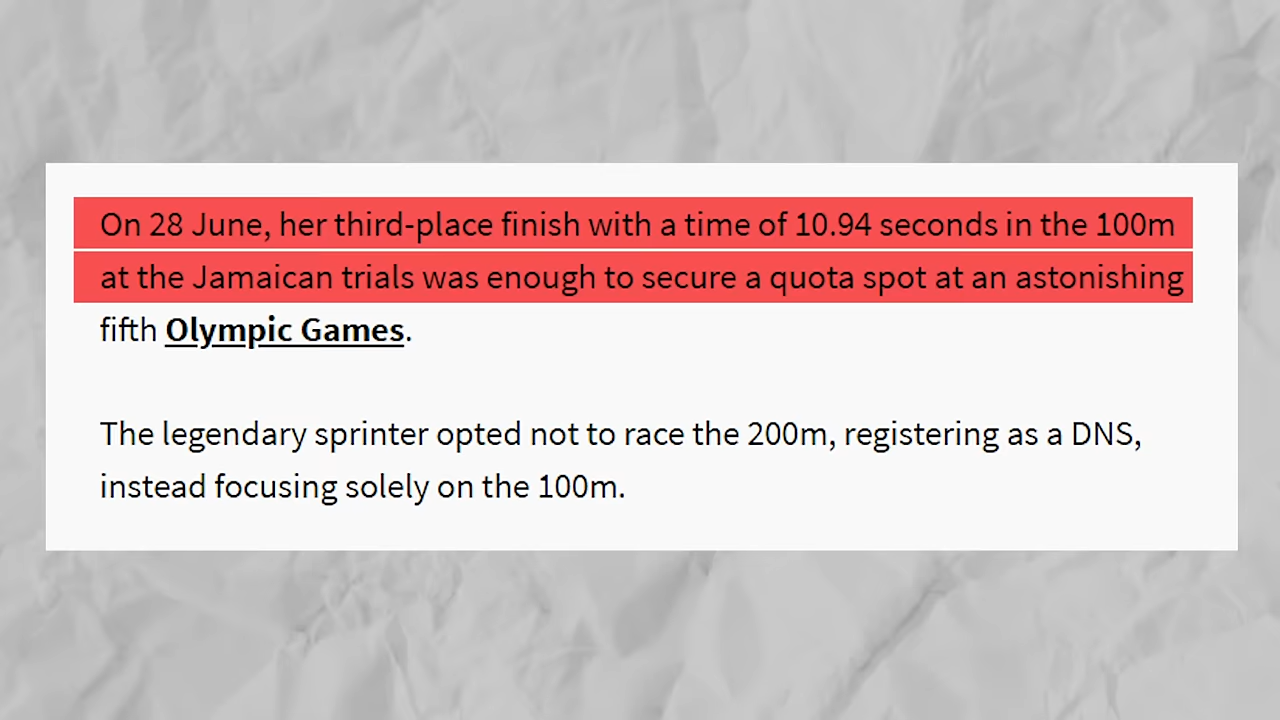 On 28 June, her third-place finish with a time of 10.94 seconds in the 100m
at the Jamaican trials was enough to secure a quota spot at an astonishing
fifth Olympic Games.
The legendary sprinter opted not to race the 200m, registering as a DNS,
instead focusing solely on the 100m.